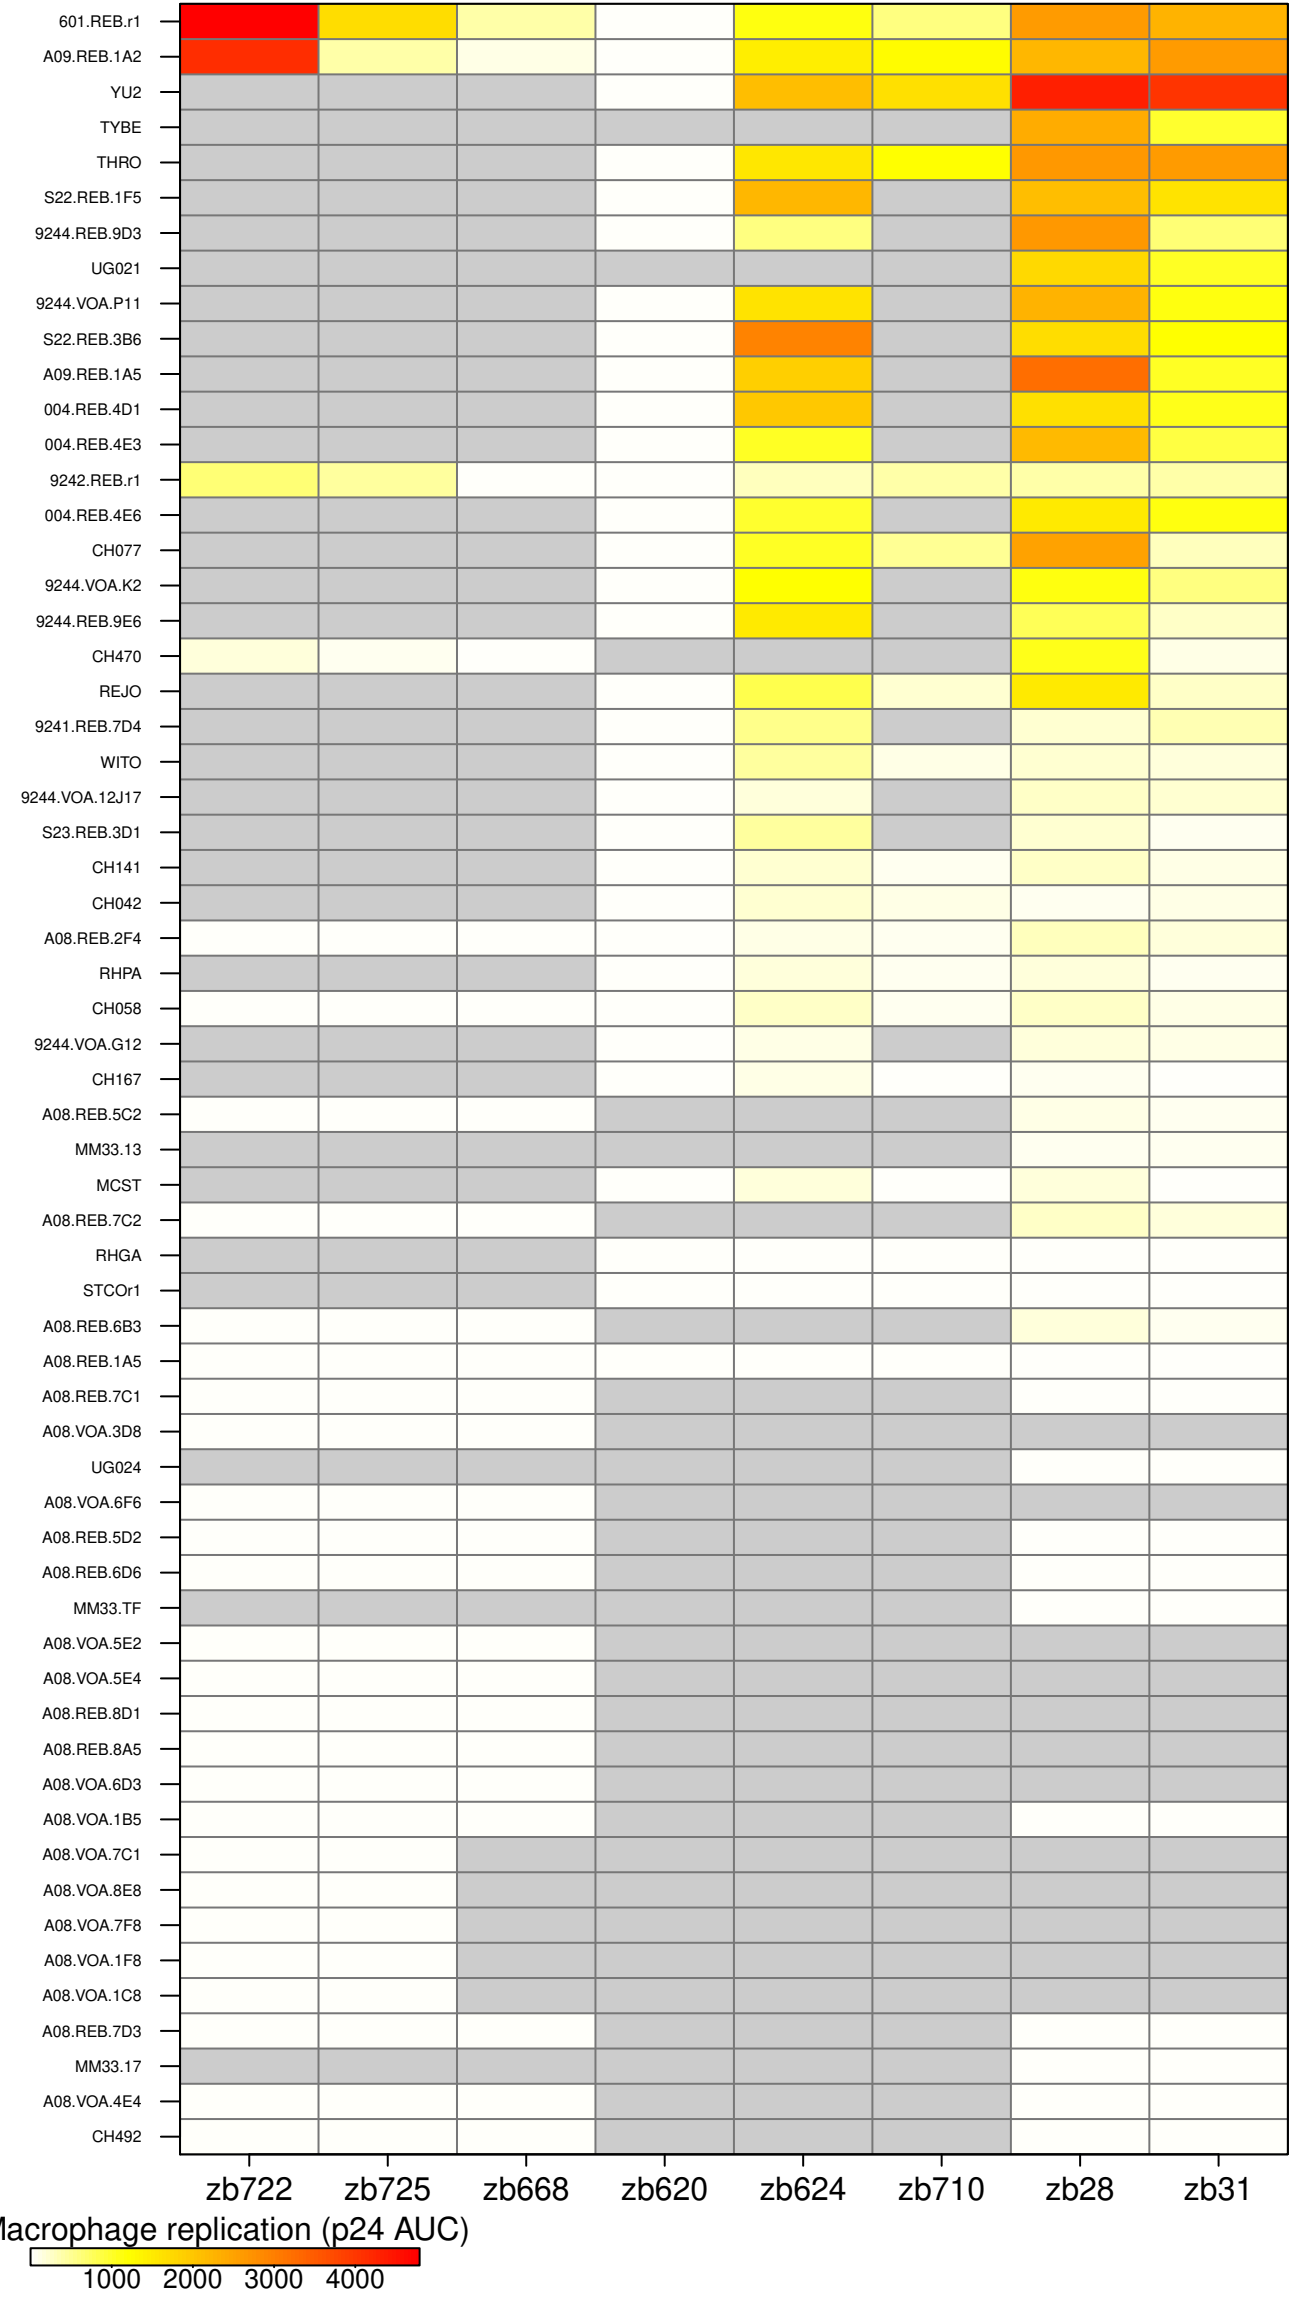 601.REB.r1
A09.REB.1A2
YU2
TYBE
THRO
S22.REB.1F5
9244.REB.9D3
UG021
9244.VOA.P11
S22.REB.3B6
A09.REB.1A5
004.REB.4D1
004.REB.4E3
9242.REB.r1
004.REB.4E6
CH077
9244.VOA.K2
9244.REB.9E6
CH470
REJO
9241.REB.7D4
WITO
9244.VOA.12J17
S23.REB.3D1
CH141
CH042
A08.REB.2F4
RHPA
CH058
9244.VOA.G12
CH167
A08.REB.5C2
MM33.13
MCST
A08.REB.7C2
RHGA
STCOr1
A08.REB.6B3
A08.REB.1A5
A08.REB.7C1
A08.VOA.3D8
UG024
A08.VOA.6F6
A08.REB.5D2
A08.REB.6D6
MM33.TF
A08.VOA.5E2
A08.VOA.5E4
A08.REB.8D1
A08.REB.8A5
A08.VOA.6D3
A08.VOA.1B5
A08.VOA.7C1
A08.VOA.8E8
A08.VOA.7F8
A08.VOA.1F8
A08.VOA.1C8
A08.REB.7D3
MM33.17
A08.VOA.4E4
CH492
zb722 zb725 zb668 zb620 zb624 zb710 zb28 zb31
Macrophage replication (p24 AUC)
1000 2000 3000 4000